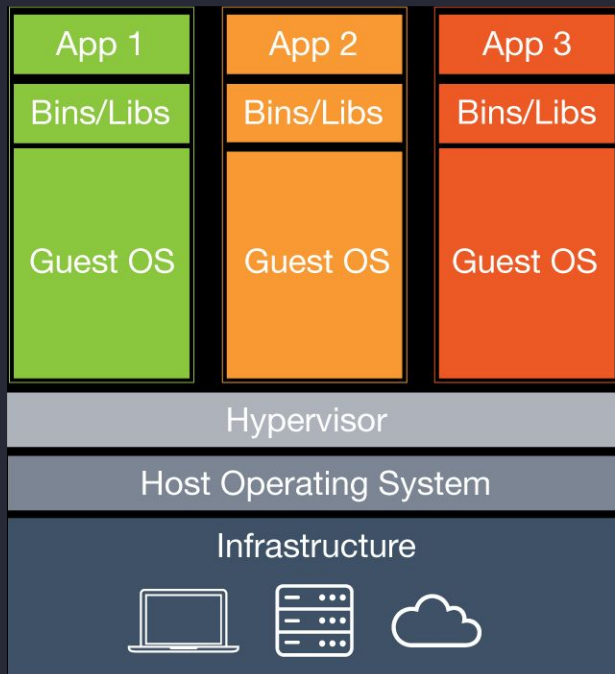 App 1
App 2
App 3
Bins/Libs
Bins/Libs
Bins/Libs
Guest OS
Guest OS
Guest OS
Hypervisor
Host Operating System
Infrastructure